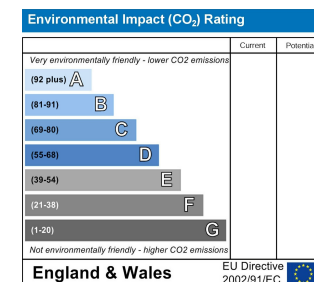 Environmental Impact (CO₂) Rating
Current Potentia
Very environmentally friendly - lower CO2 emissions
(92 plus) A
(81-91) B
(69-80) C
(55-68) D
(39-54) E
(21-38) F
(1-20) G
Not environmentally friendly - higher CO2 emissions
England & Wales
EU Directive
2002/91/EC